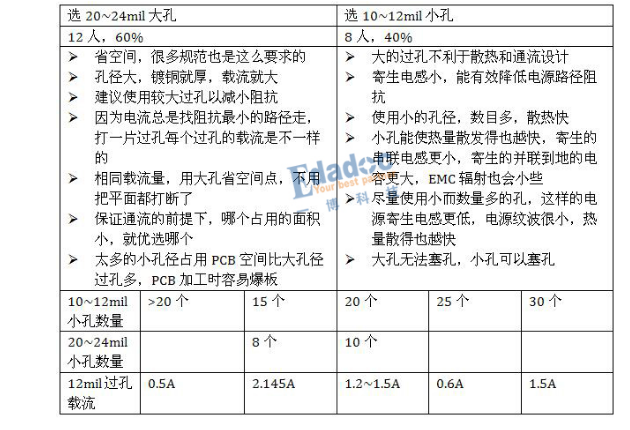 选 20~24mil 大孔
选 10~12mil 小孔
12 人，60%
8 人，40%
➢ 省空间，很多规范也是这么要求的
➢ 孔径大，镀铜就厚，载流就大
➢ 建议使用较大过孔以减小阻抗
➢ 因为电流总是找阻抗最小的路径走，
打一片过孔每个过孔的载流是不一样
的
➢ 相同载流量，用大孔省空间点，不用
把平面都打断了
➢ 保证通流的前提下，哪个占用的面积
小，就优选哪个
➢ 太多的小孔径占用 PCB 空间比大孔径
过孔多，PCB 加工时容易爆板
➢ 大的过孔不利于散热和通流设计
➢ 寄生电感小，能有效降低电源路径阻
抗
➢ 使用小的孔径，数目多，散热快
➢ 小孔能使热量散发得也越快，寄生的
串联电感更小，寄生的并联到地的电
容更大，EMC 辐射也会小些
➢ 尽量使用小而数量多的孔，这样的电
源寄生电感更低，电源纹波很小，热
量散得也越快
➢ 大孔无法塞孔，小孔可以塞孔
Edadoc
Your best partner
一博科技
10~12mil
小孔数量
>20 个
15 个
20 个
25 个
30 个
20~24mil
小孔数量
8 个
10 个
12mil 过孔
载流
0.5A
2.145A
1.2~1.5A
0.6A
1.5A